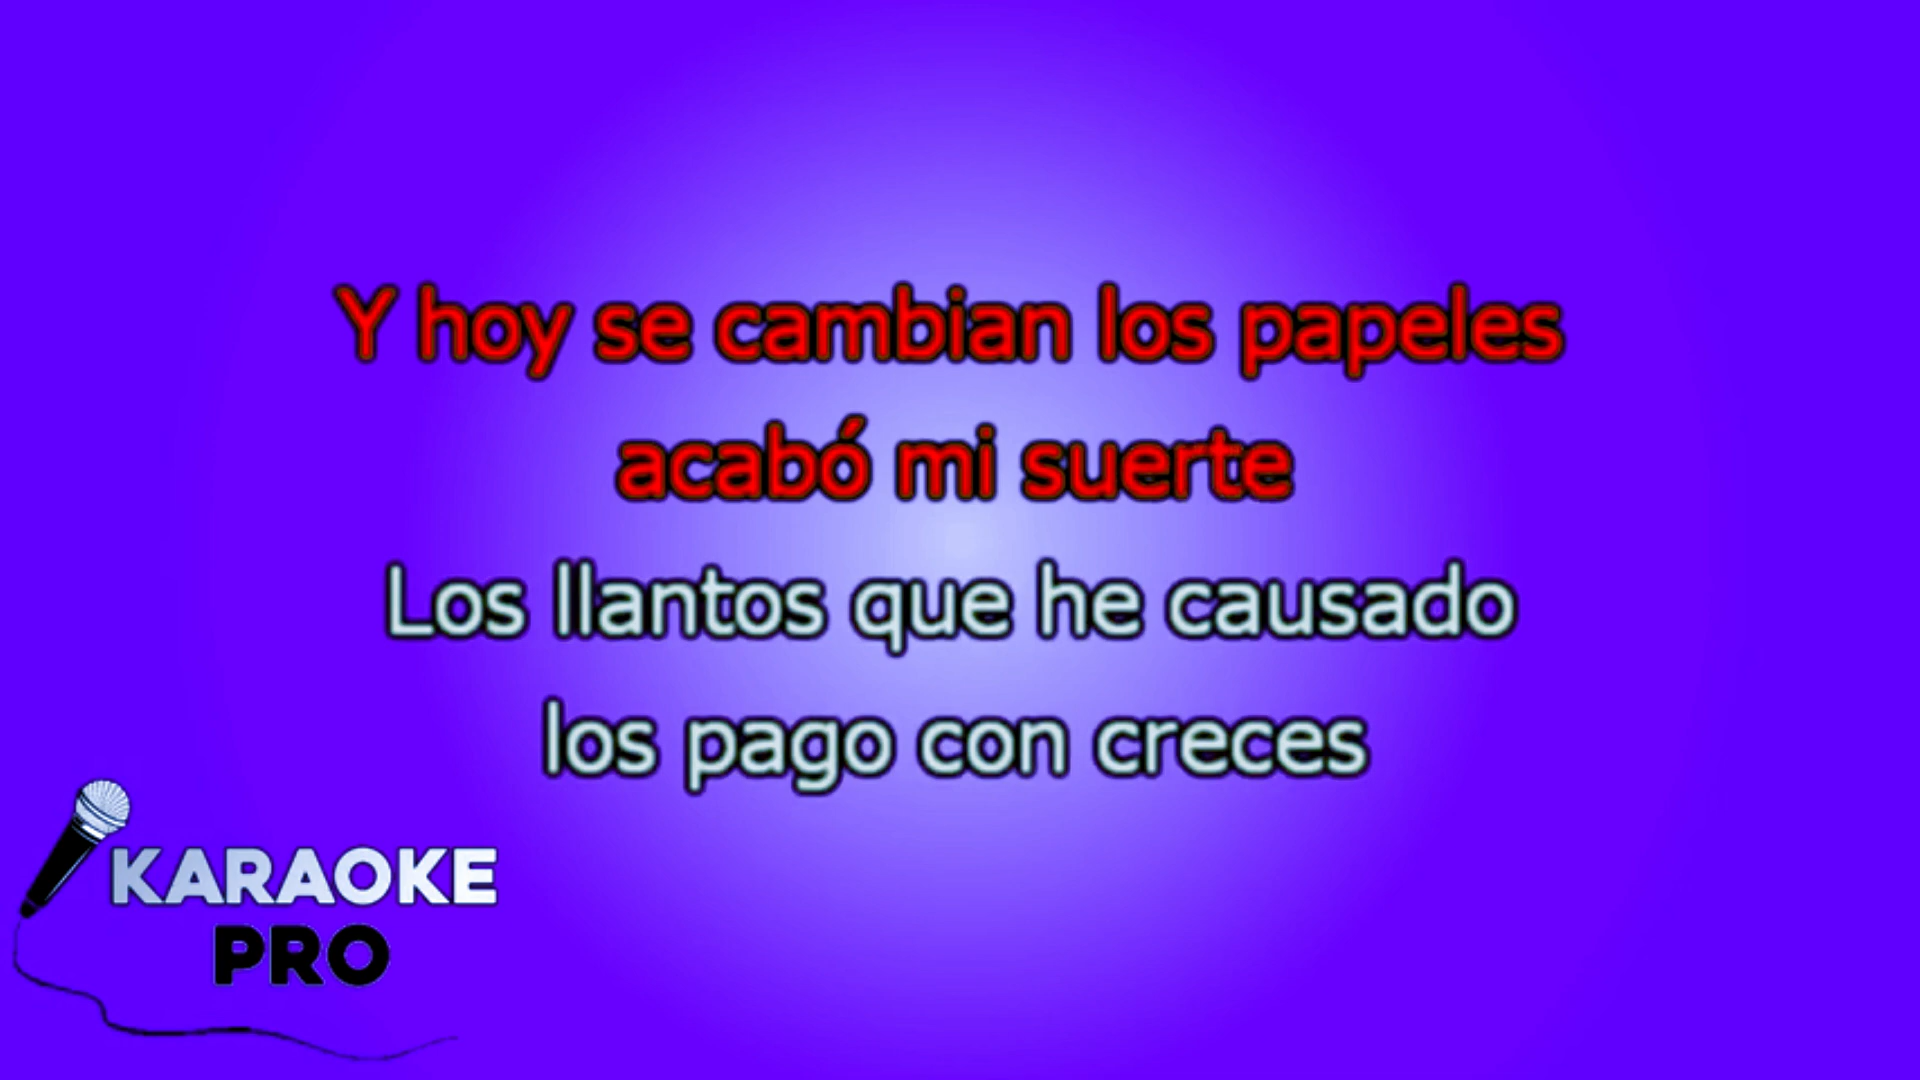 Y hoy se cambian los papeles
acabó mi suerte
Los llantos que he causado
los pago con creces
KARAOKE
PRO